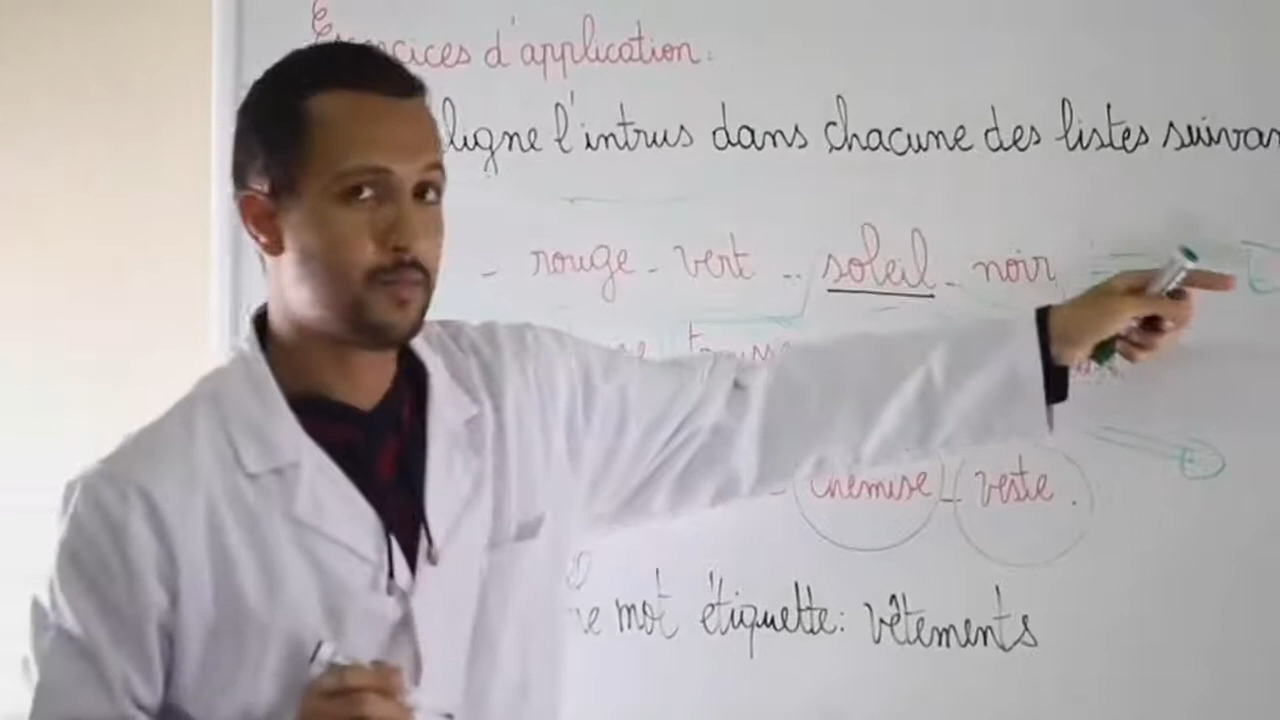 Exercices d'application:
ligne l'intrus dans chacune des listes suivan
- rouge - vert - soleil - noir
chemise - veste.
mot étiquette: vêtements